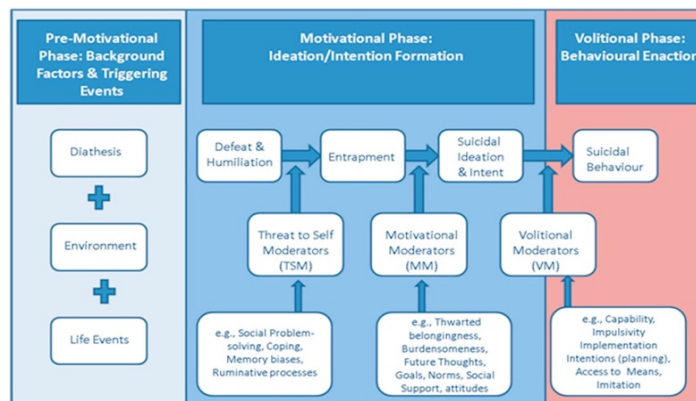 Pre-Motivational
Phase: Background
Factors & Triggering
Events
Motivational Phase:
Ideation/Intention Formation
Volitional Phase:
Behavioural Enaction
Diathesis
Environment
Life Events
Defeat &
Humiliation
Entrapment
Suicidal
Ideation
& Intent
Suicidal
Behaviour
Threat to Self
Moderators
(TSM)
Motivational
Moderators
(MM)
Volitional
Moderators
(VM)
e.g., Social Problem-
solving, Coping,
Memory biases,
Ruminative processes
e.g., Thwarted
belongingness,
Burdensomeness,
Future Thoughts,
Goals, Norms, Social
Support, attitudes
e.g., Capability,
Impulsivity
Implementation
Intentions (planning),
Access to Means,
Imitation